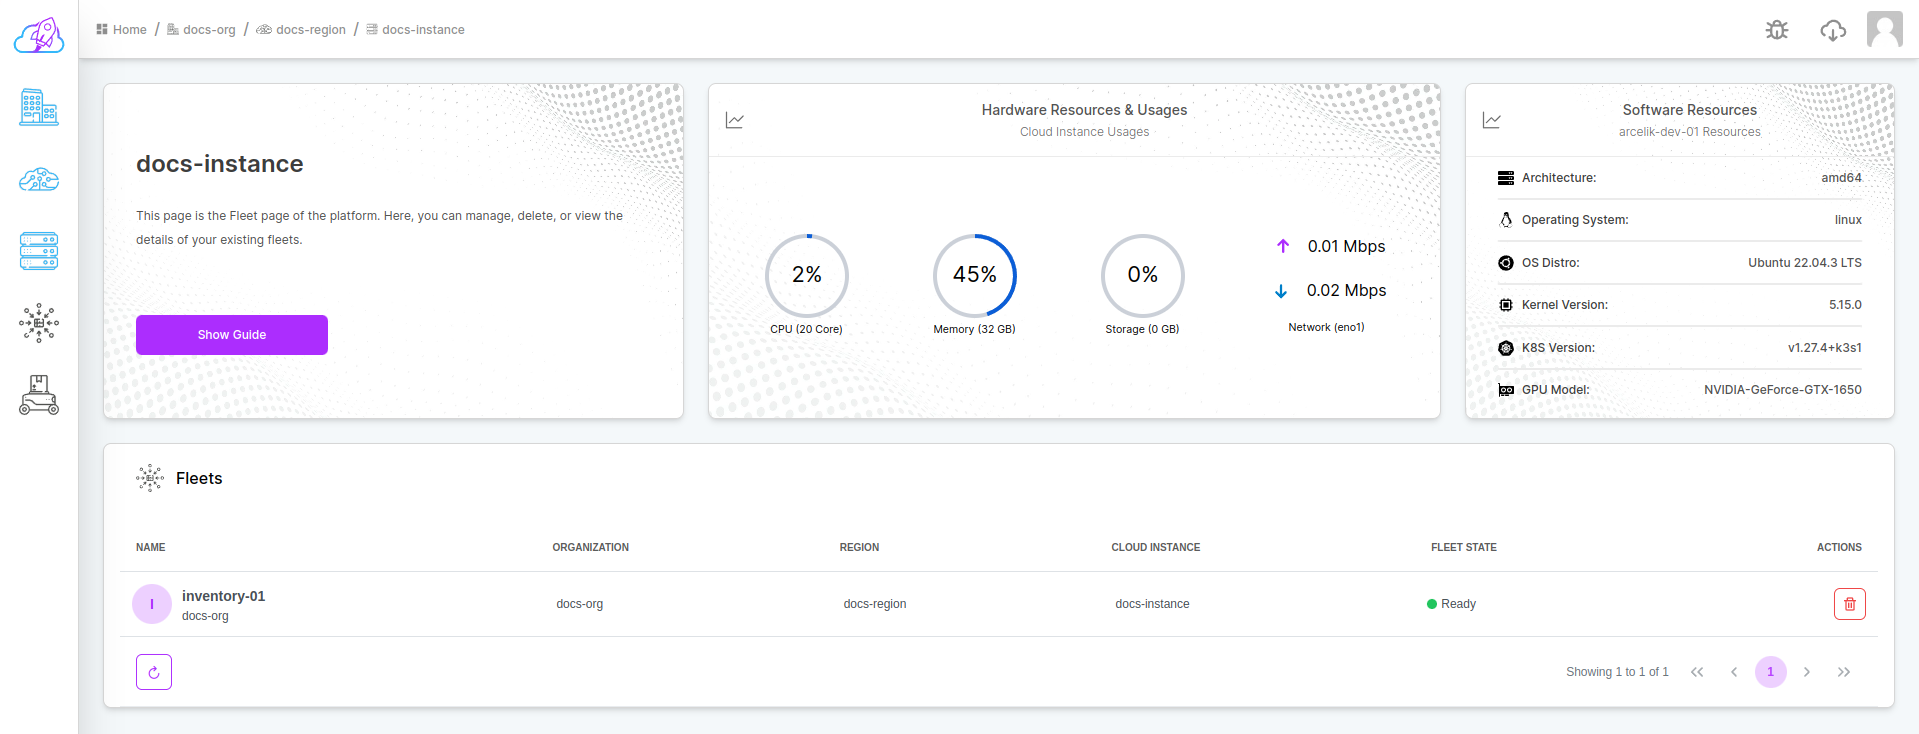 Home / docs-org / docs-region / docs-instance
docs-instance
This page is the Fleet page of the platform. Here, you can manage, delete, or view the
details of your existing fleets.
Show Guide
Hardware Resources & Usages
Cloud Instance Usages
2%
CPU (20 Core)
45%
Memory (32 GB)
0%
Storage (0 GB)
0.01 Mbps
0.02 Mbps
Network (eno1)
Software Resources
arcelik-dev-01 Resources
Architecture: amd64
Operating System: linux
OS Distro: Ubuntu 22.04.3 LTS
Kernel Version: 5.15.0
K8S Version: v1.27.4+k3s1
GPU Model: NVIDIA-GeForce-GTX-1650
Fleets
NAME ORGANIZATION REGION CLOUD INSTANCE FLEET STATE ACTIONS
I inventory-01 docs-org docs-region docs-instance Ready
docs-org
Showing 1 to 1 of 1 << < 1 > >>